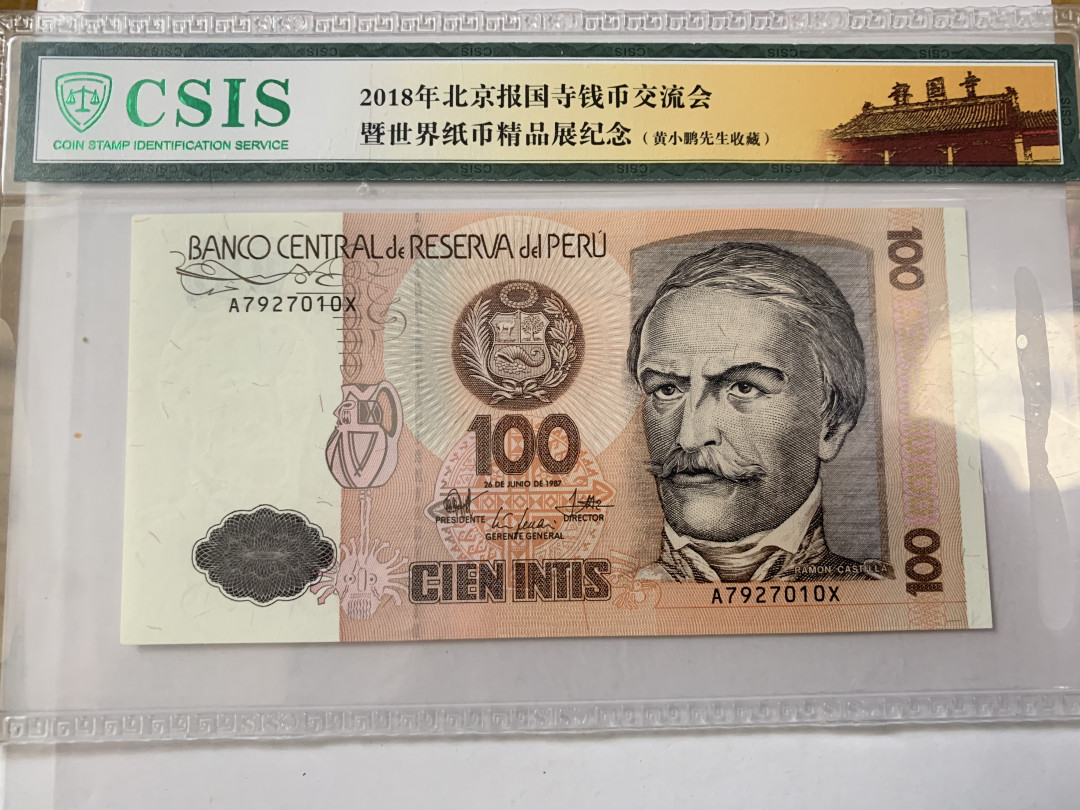 CSIS
COIN STAMP IDENTIFICATION SERVICE
2018年北京报国寺钱币交流会
暨世界纸币精品展纪念（黄小鹏先生收藏）
報國寺
BANCO CENTRAL de RESERVA del PERÚ
A7927010X
100
100
26 DE JUNIO DE 1987
PRESIDENTE
DIRECTOR
GERENTE GENERAL
CIEN INTIS
RAMON CASTILLA
A7927010X
100